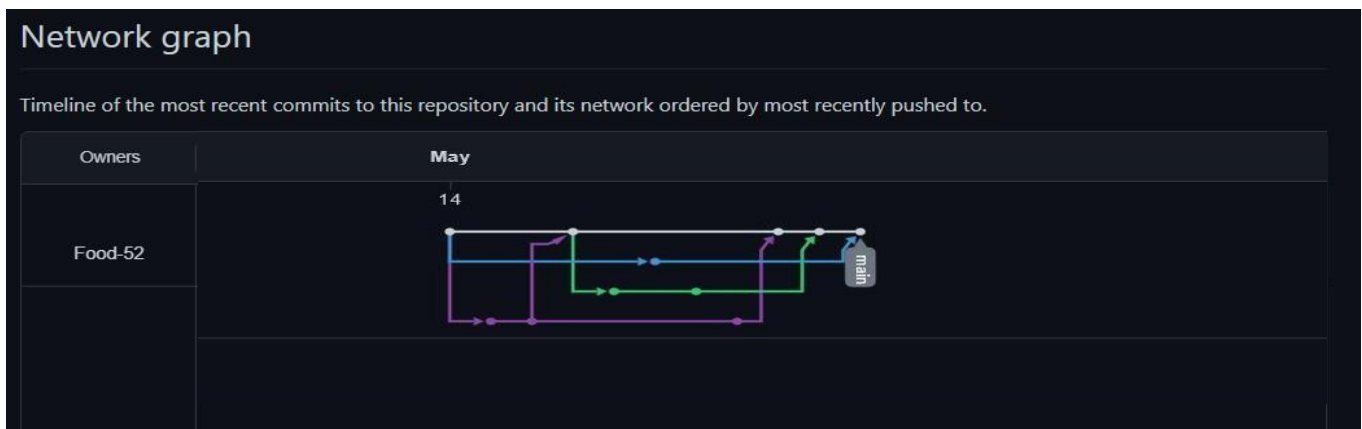 Network graph
Timeline of the most recent commits to this repository and its network ordered by most recently pushed to.
Owners
May
14
Food-52
main